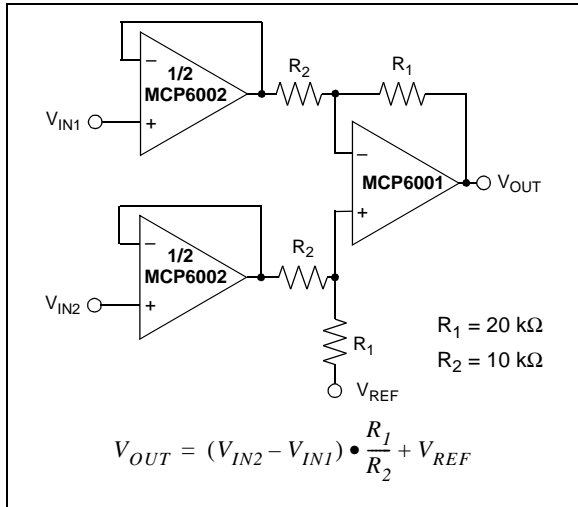 1/2
MCP6002
V_IN1
R_2
R_1
−
+
MCP6001
V_OUT
−
+
1/2
MCP6002
V_IN2
−
+
R_2
R_1
V_REF
R_1 = 20 kΩ
R_2 = 10 kΩ
V_OUT = (V_IN2 − V_IN1) • R_1/R_2 + V_REF